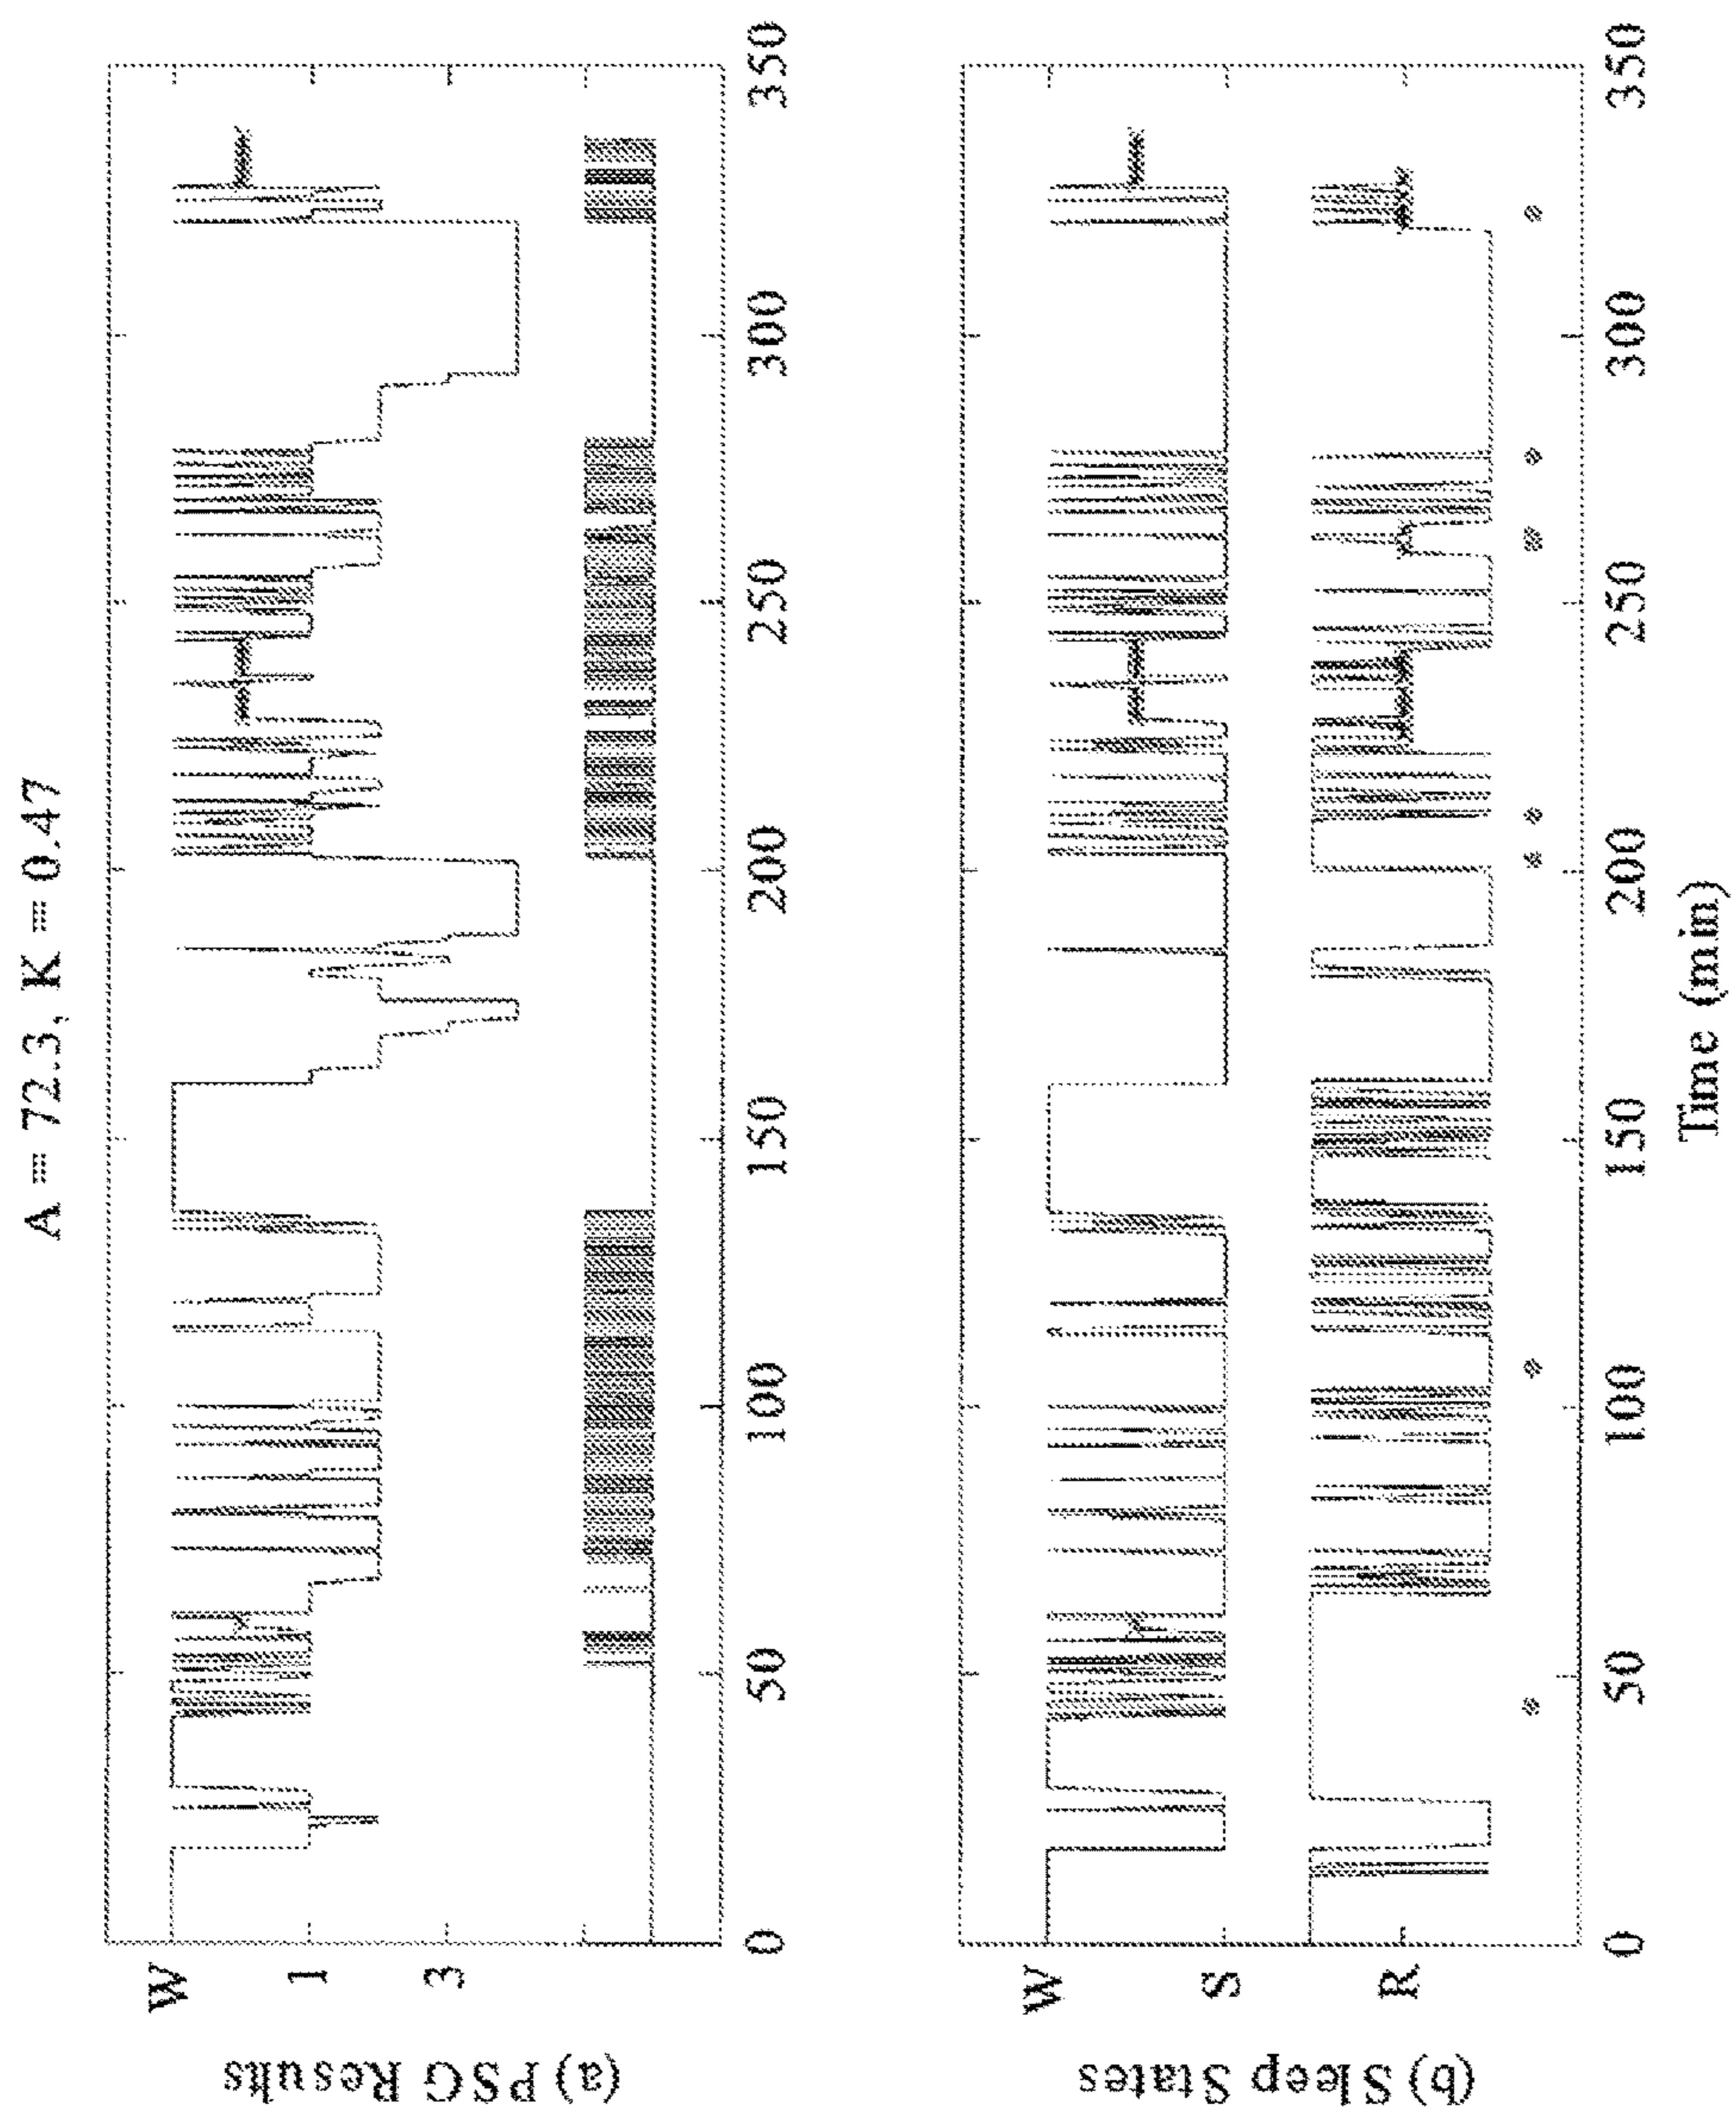 A = 72.3, K = 0.47
(a) PSG Results
W
1
3
0
50
100
150
200
250
300
350
(b) Sleep States
W
S
R
0
50
100
150
200
250
300
350
Time (min)